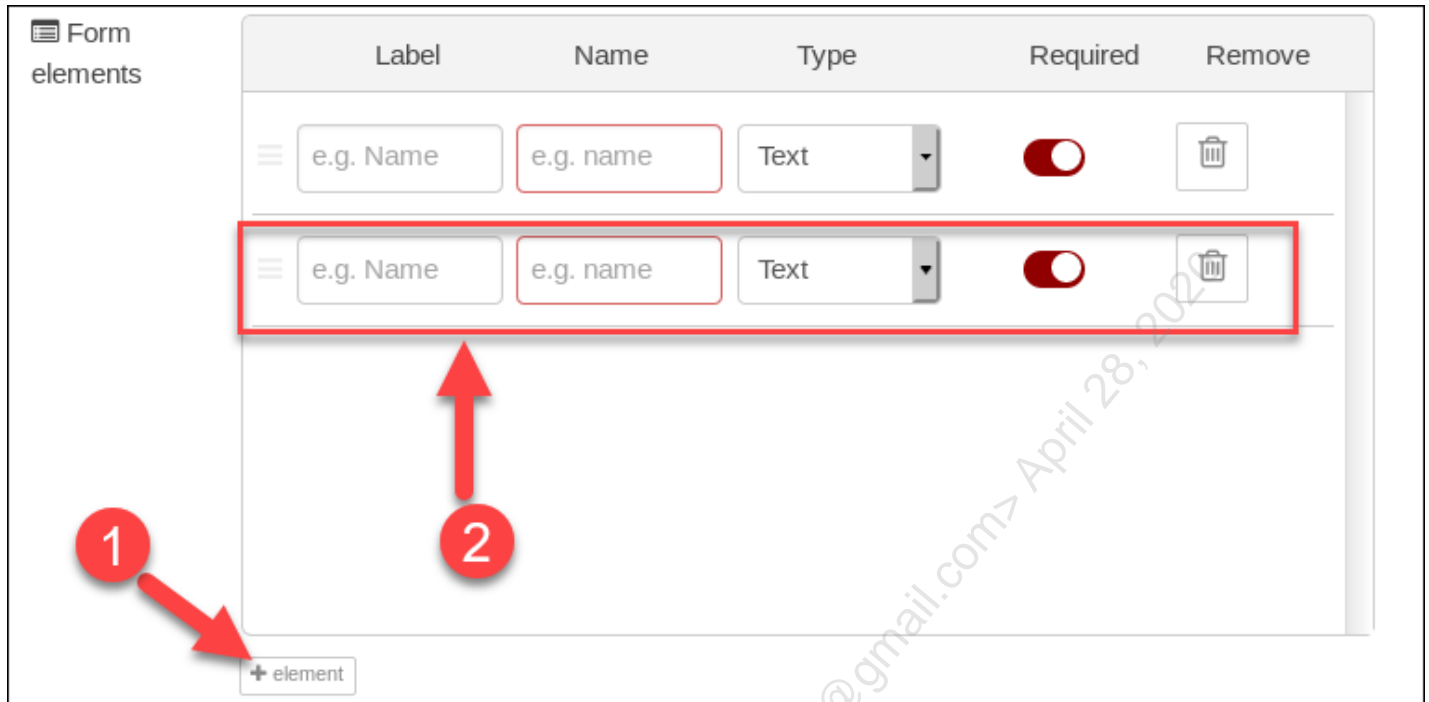 Form
elements
Label Name Type Required Remove
e.g. Name e.g. name Text
e.g. Name e.g. name Text
1
2
+ element
@gmail.com> April 28,